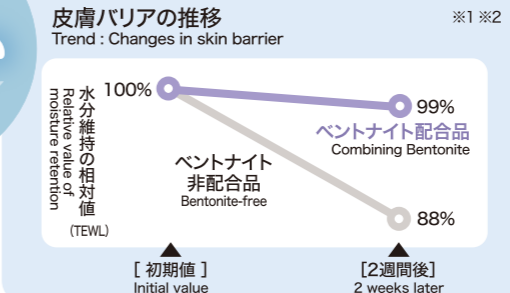 皮膚バリアの推移
※1 ※2
Trend : Changes in skin barrier
水分維持の相対値
Relative value of
moisture retention
(TEWL)
100%
99%
ベントナイト配合品
Combining Bentonite
ベントナイト
非配合品
Bentonite-free
88%
[ 初期値 ]
Initial value
[2週間後]
2 weeks later